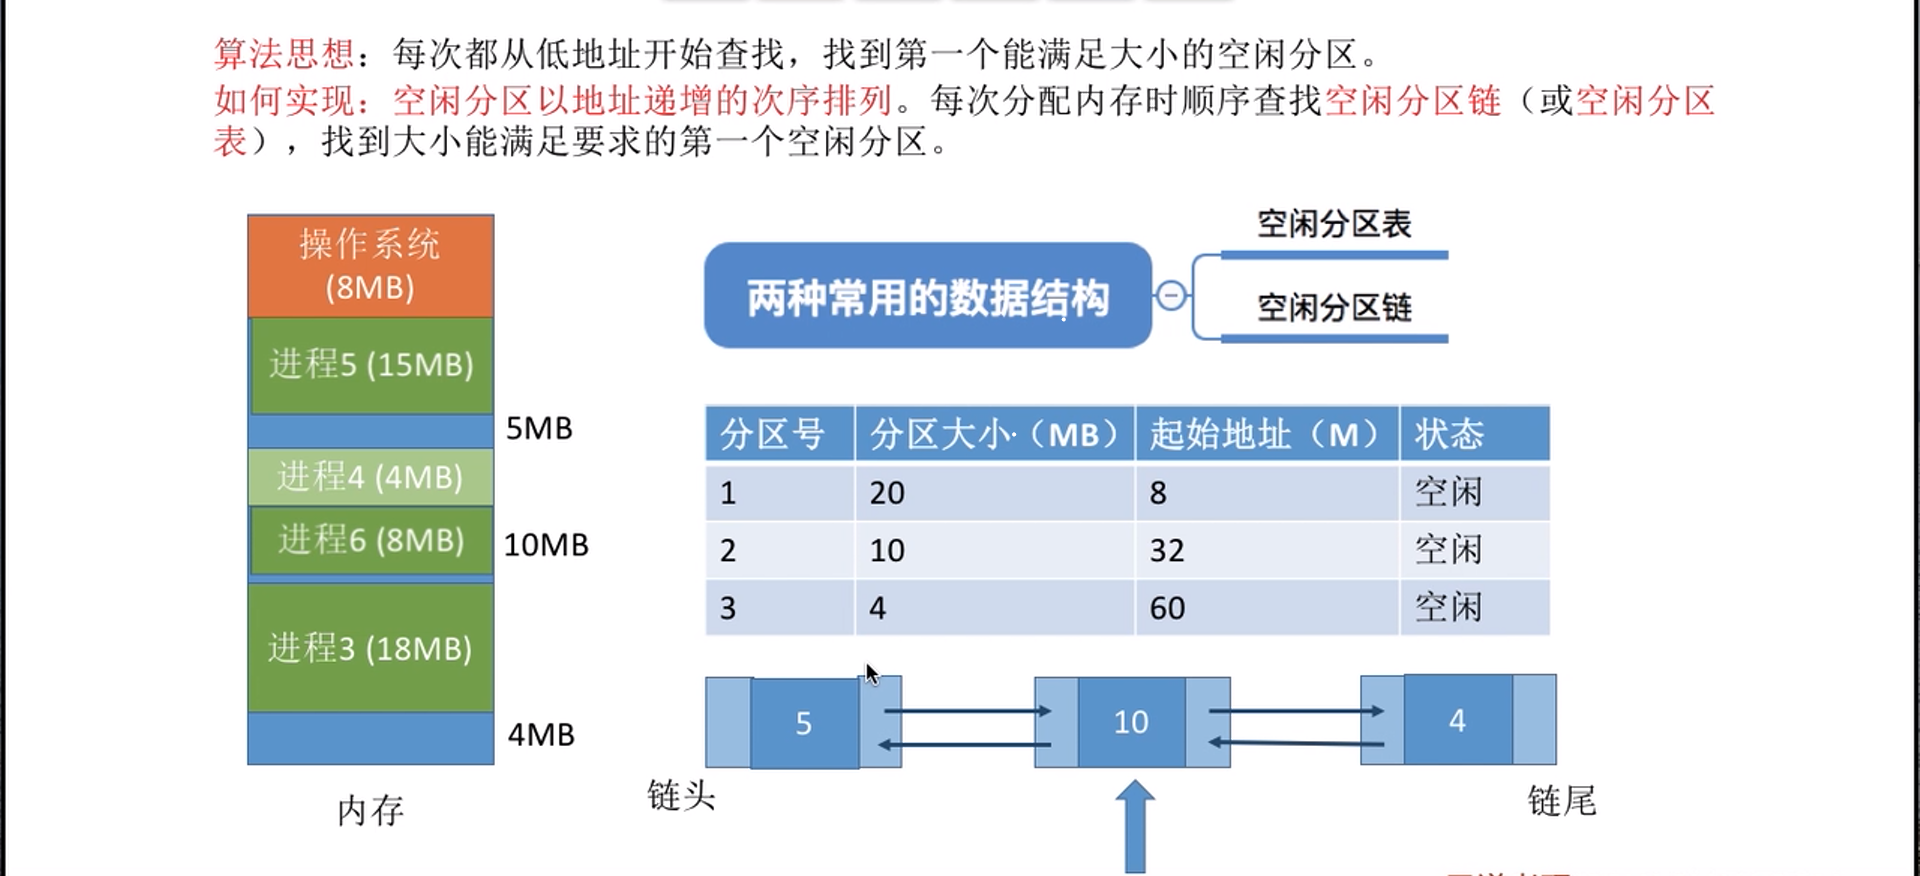 算法思想：每次都从低地址开始查找，找到第一个能满足大小的空闲分区。
如何实现：空闲分区以地址递增的次序排列。每次分配内存时顺序查找空闲分区链（或空闲分区
表），找到大小能满足要求的第一个空闲分区。
操作系统
(8MB)
进程5 (15MB)
5MB
进程4 (4MB)
进程6 (8MB)
10MB
进程3 (18MB)
4MB
内存
两种常用的数据结构
空闲分区表
空闲分区链
分区号 分区大小（MB） 起始地址（M） 状态
1 20 8 空闲
2 10 32 空闲
3 4 60 空闲
5 10 4
链头
链尾